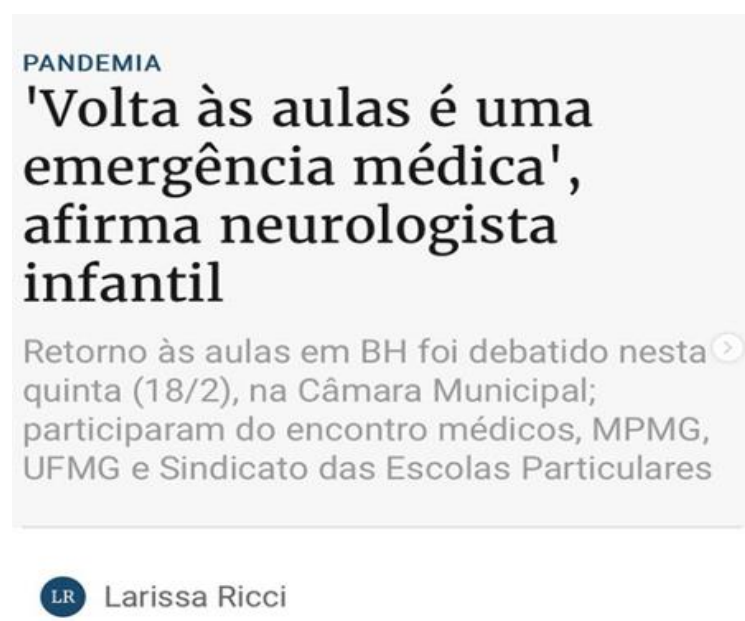 PANDEMIA
'Volta às aulas é uma
emergência médica',
afirma neurologista
infantil
Retorno às aulas em BH foi debatido nesta
quinta (18/2), na Câmara Municipal;
participaram do encontro médicos, MPMG,
UFMG e Sindicato das Escolas Particulares
LR Larissa Ricci